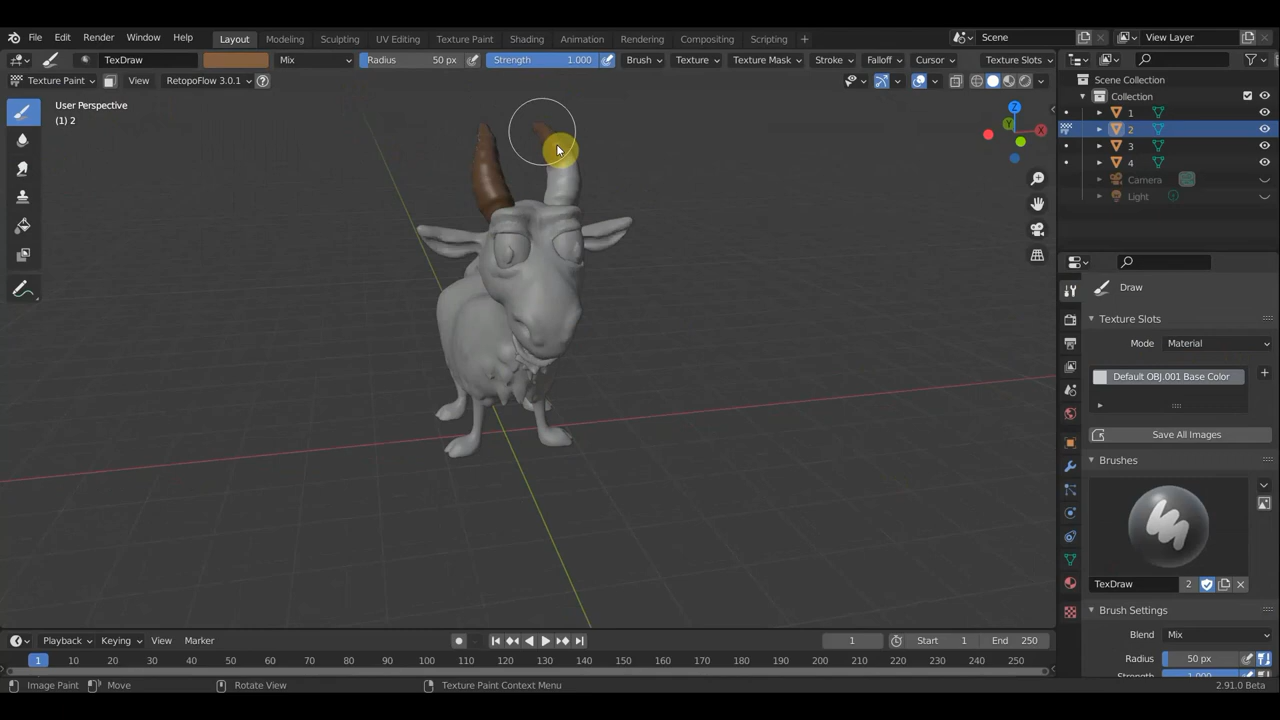 File Edit Render Window Help Layout Modeling Sculpting UV Editing Texture Paint Shading Animation Rendering Compositing Scripting + Scene View Layer
TexDraw Mix Radius 50 px Strength 1.000 Brush Texture Texture Mask Stroke Falloff Cursor Texture Slots
Texture Paint View RetopoFlow 3.0.1
Scene Collection
User Perspective
(1) 2
Collection
1
2
3
4
Camera
Light
Z
Y
X
Draw
Texture Slots
Mode Material
Default OBJ.001 Base Color
Save All Images
Brushes
TexDraw 2
Brush Settings
Blend Mix
Radius 50 px
Playback Keying View Marker 1 Start 1 End 250
1 10 20 30 40 50 60 70 80 90 100 110 120 130 140 150 160 170 180 190 200 210 220 230 240 250
Image Paint Move Rotate View Texture Paint Context Menu 2.91.0 Beta